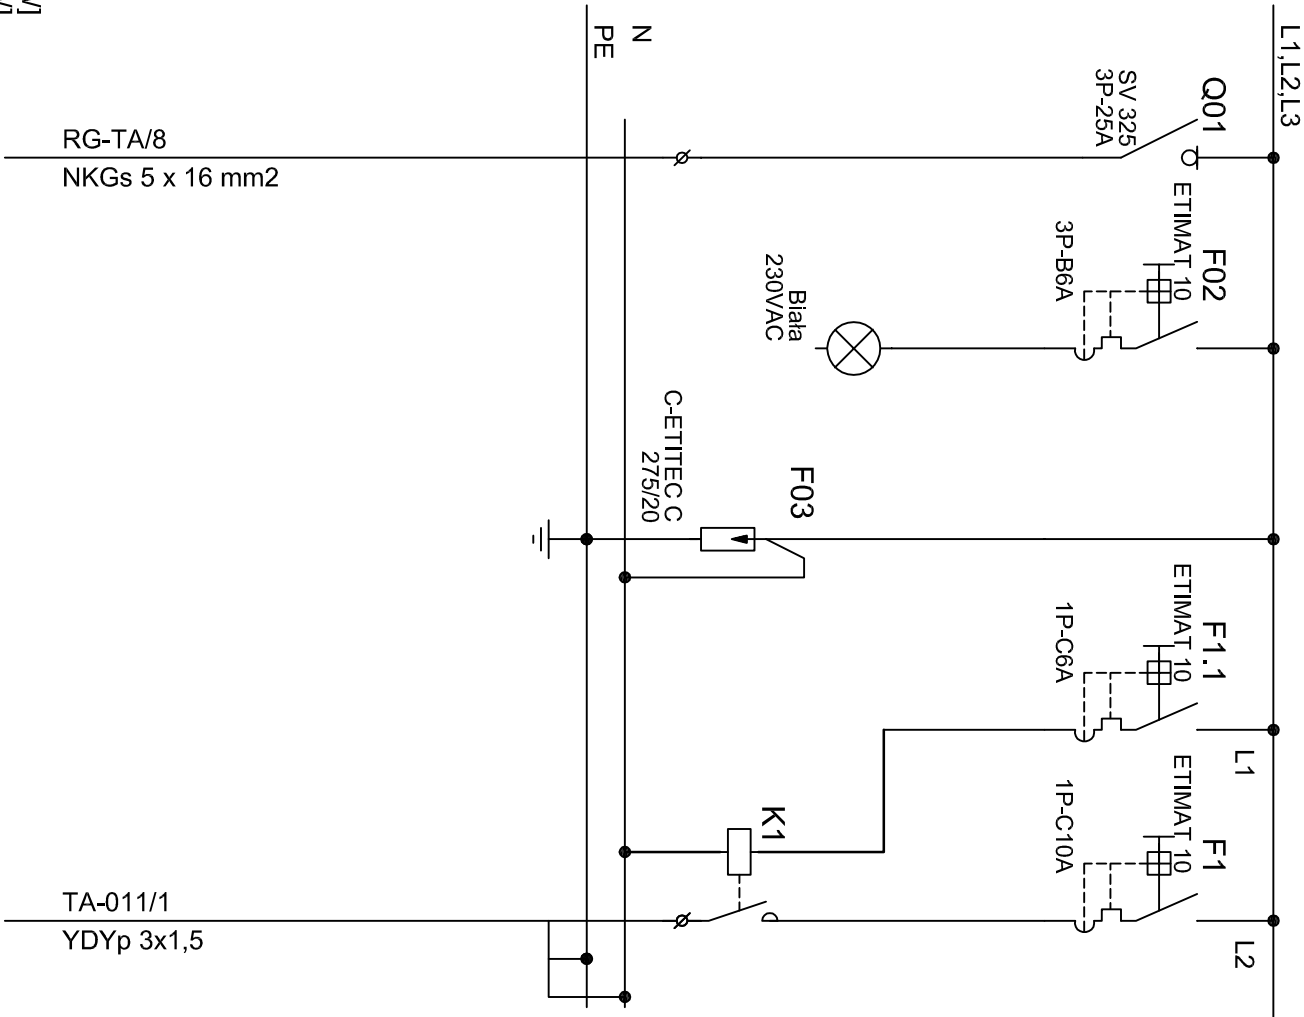 L1,L2,L3
N
PE
Q01
SV 325
3P-25A
RG-TA/8
NKGs 5 x 16 mm2
F02
ETIMAT 10
3P-B6A
Biała
230VAC
F03
C-ETITEC C
275/20
F1.1
ETIMAT 10
1P-C6A
L1
F1
ETIMAT 10
1P-C10A
L2
K1
TA-011/1
YDYp 3x1,5